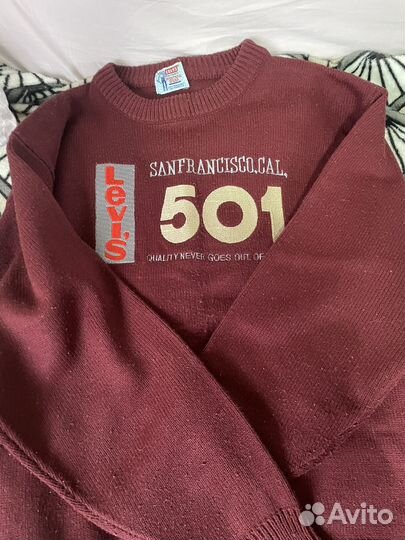 LEVI'S
SANFRANCISCO,CAL.
501
QUALITY NEVER GOES OUT OF
Avito